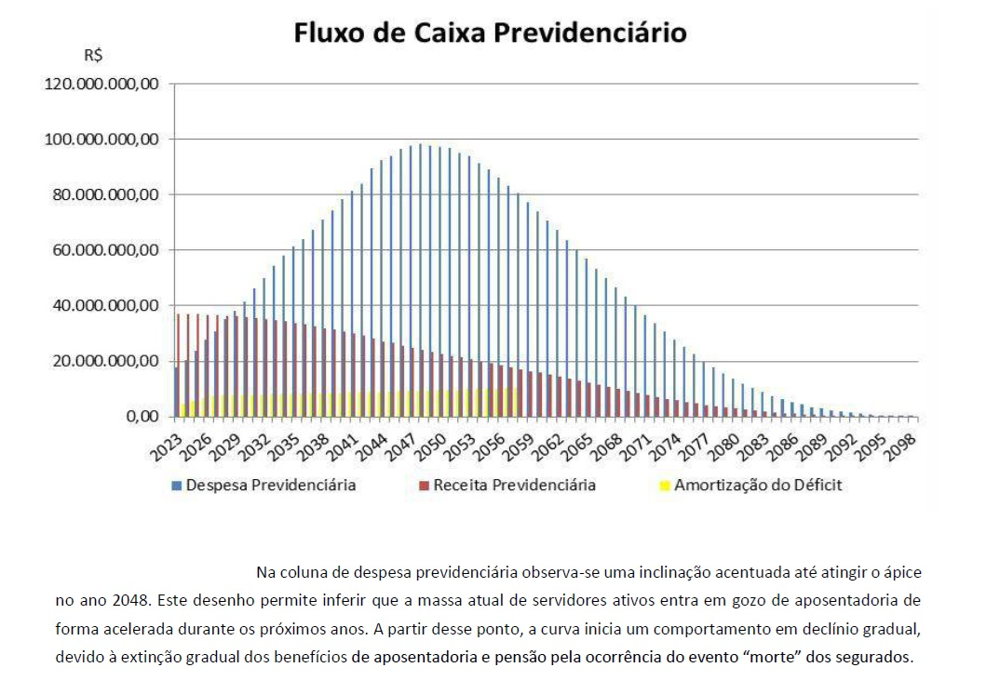 Fluxo de Caixa Previdenciário
R$
120.000.000,00
100.000.000,00
80.000.000,00
60.000.000,00
40.000.000,00
20.000.000,00
0,00
2023 2026 2029 2032 2035 2038 2041 2044 2047 2050 2053 2056 2059 2062 2065 2068 2071 2074 2077 2080 2083 2086 2089 2092 2095 2098
Despesa Previdenciária Receita Previdenciária Amortização do Déficit
Na coluna de despesa previdenciária observa-se uma inclinação acentuada até atingir o ápice
no ano 2048. Este desenho permite inferir que a massa atual de servidores ativos entra em gozo de aposentadoria de
forma acelerada durante os próximos anos. A partir desse ponto, a curva inicia um comportamento em declínio gradual,
devido à extinção gradual dos benefícios de aposentadoria e pensão pela ocorrência do evento “morte” dos segurados.